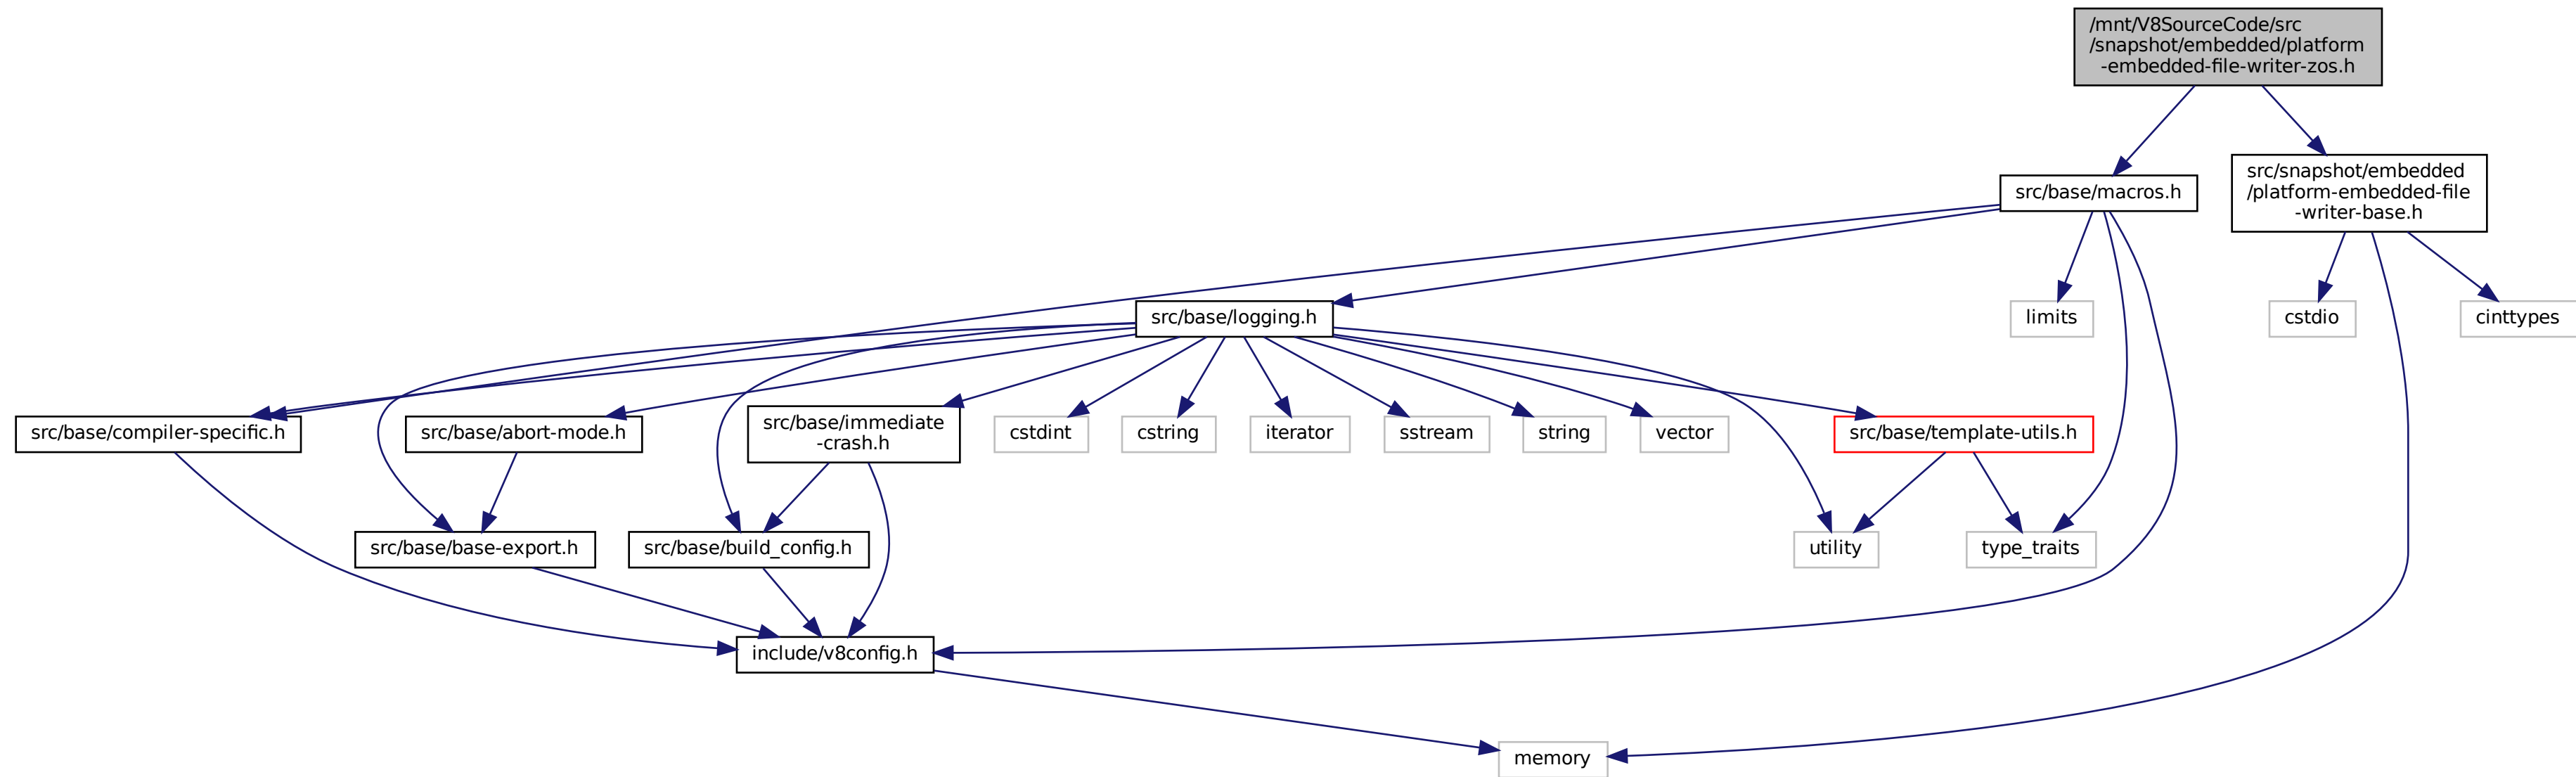 /mnt/V8SourceCode/src
/snapshot/embedded/platform
-embedded-file-writer-zos.h
src/base/macros.h
src/snapshot/embedded
/platform-embedded-file
-writer-base.h
src/base/logging.h
limits
cstdio
cinttypes
src/base/compiler-specific.h
src/base/abort-mode.h
src/base/immediate
-crash.h
cstdint
cstring
iterator
sstream
string
vector
src/base/template-utils.h
src/base/base-export.h
src/base/build_config.h
utility
type_traits
include/v8config.h
memory